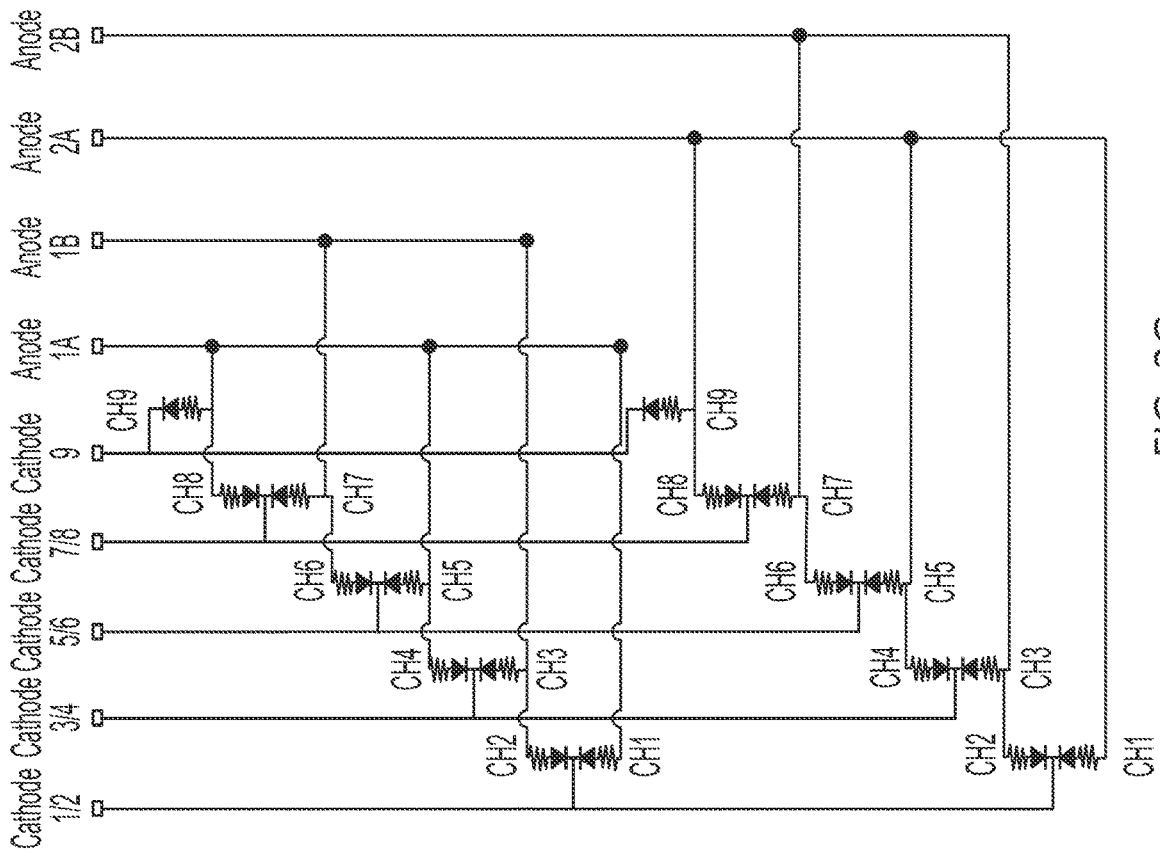 Cathode Cathode Cathode Cathode Cathode Anode Anode Anode Anode
1/2 3/4 5/6 7/8 9 1A 1B 2A 2B
CH9
CH8
CH7
CH6
CH5
CH4
CH3
CH2
CH1
CH9
CH8
CH7
CH6
CH5
CH4
CH3
CH2
CH1